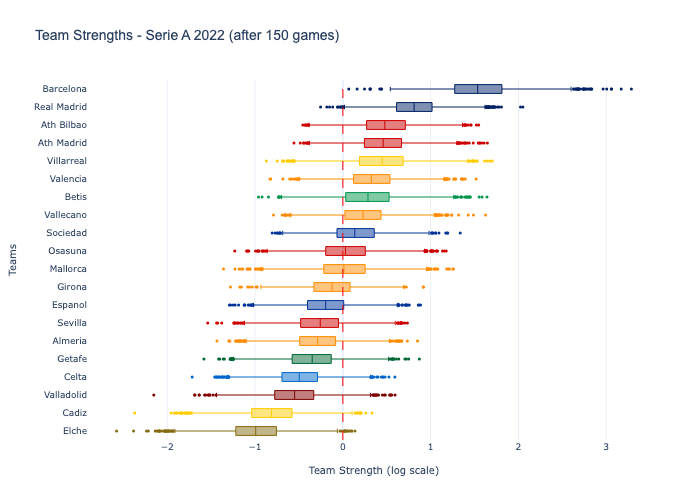 Team Strengths - Serie A 2022 (after 150 games)
Barcelona
Real Madrid
Ath Bilbao
Ath Madrid
Villarreal
Valencia
Betis
Vallecano
Sociedad
Osasuna
Mallorca
Girona
Espanol
Sevilla
Almeria
Getafe
Celta
Valladolid
Cadiz
Elche
Teams
−2 −1 0 1 2 3
Team Strength (log scale)